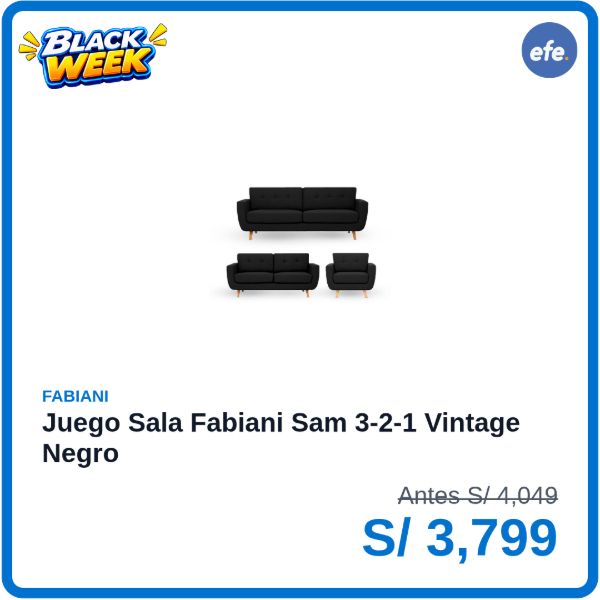 BLACK
WEEK
efe.
FABIANI
Juego Sala Fabiani Sam 3-2-1 Vintage
Negro
Antes S/ 4,049
S/ 3,799